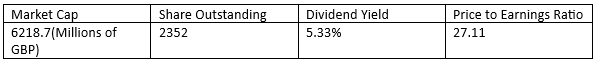 Market Cap Share Outstanding Dividend Yield Price to Earnings Ratio
6218.7(Millions of GBP) 2352 5.33% 27.11